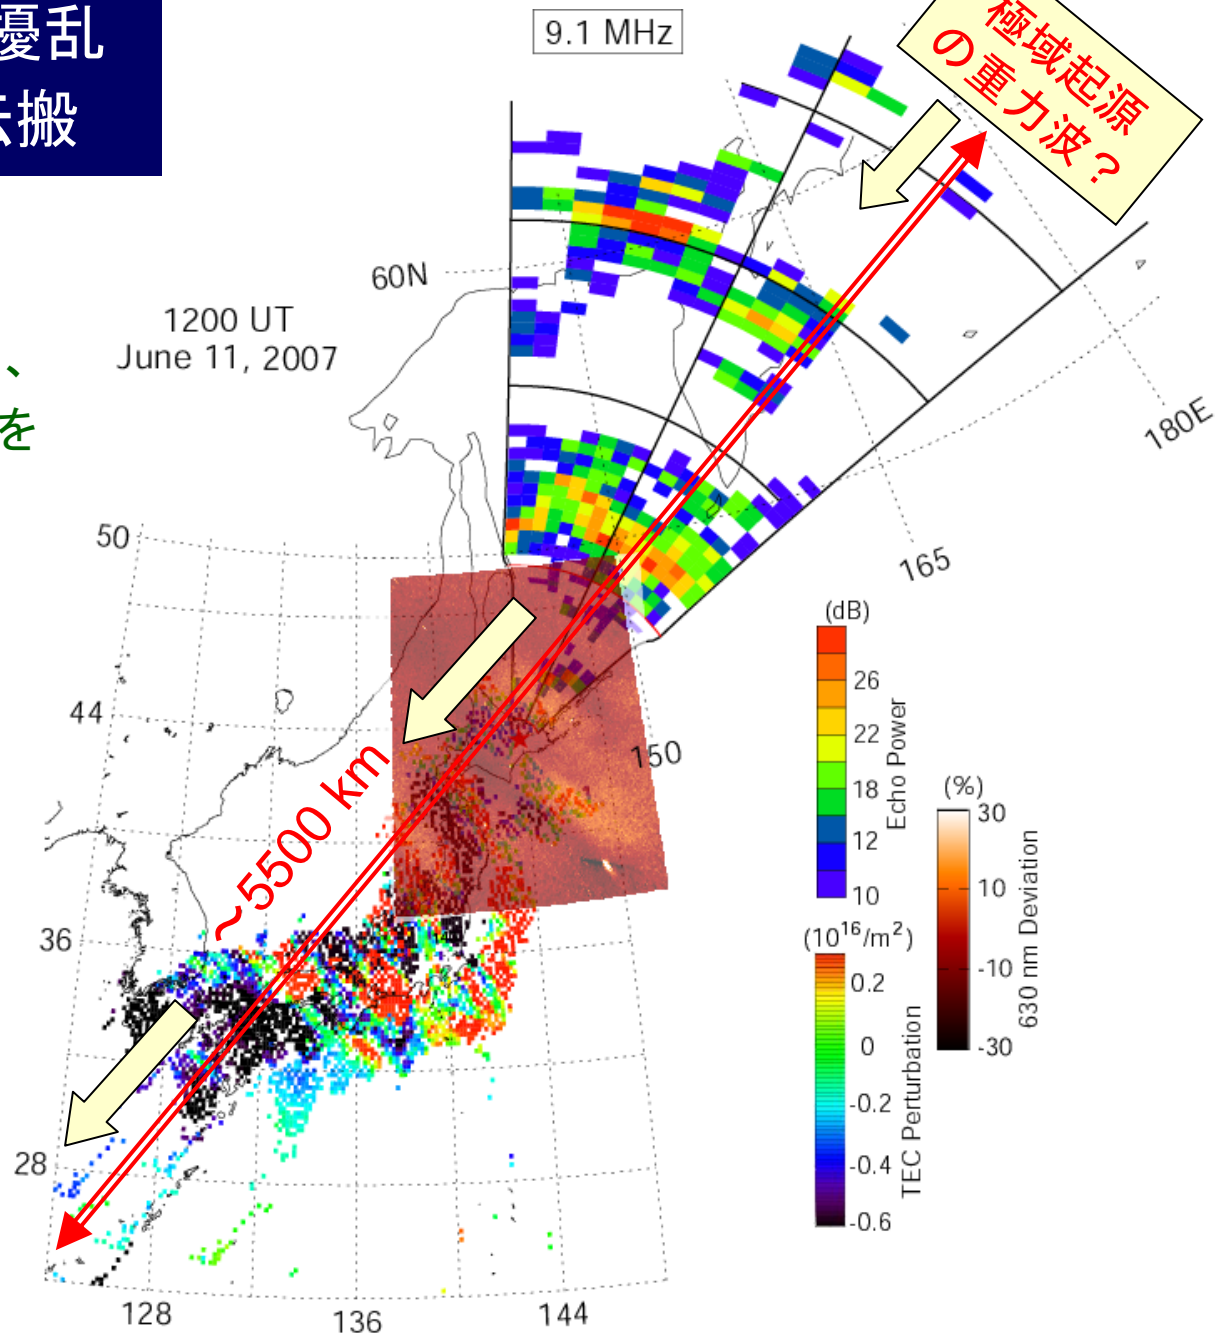 擾乱
搬
9.1 MHz
極域起源
の重力波？
60N
1200 UT
June 11, 2007
、
を
180E
50
165
(dB)
26
22
18
12
10
Echo Power
44
150
~5500 km
(%)
30
10
-10
-30
630 nm Deviation
36
(10¹⁶/m²)
0.2
0
-0.2
-0.4
-0.6
TEC Perturbation
28
128
136
144